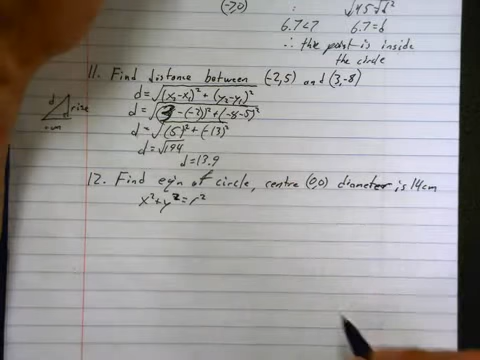 (-7,0) : √45 = √d²
6.7<7 6.7=d
∴ the point is inside
the circle
11. Find distance between (-2,5) and (3,-8)
d=√(x₂-x₁)²+(y₂-y₁)²
d rise
d=√(3-(-2))²+(-8-5)²
run
d=√(5)²+(-13)²
d=√194
d=13.9
12. Find eq'n of circle, centre (0,0) diameter is 14cm
x²+y²=r²